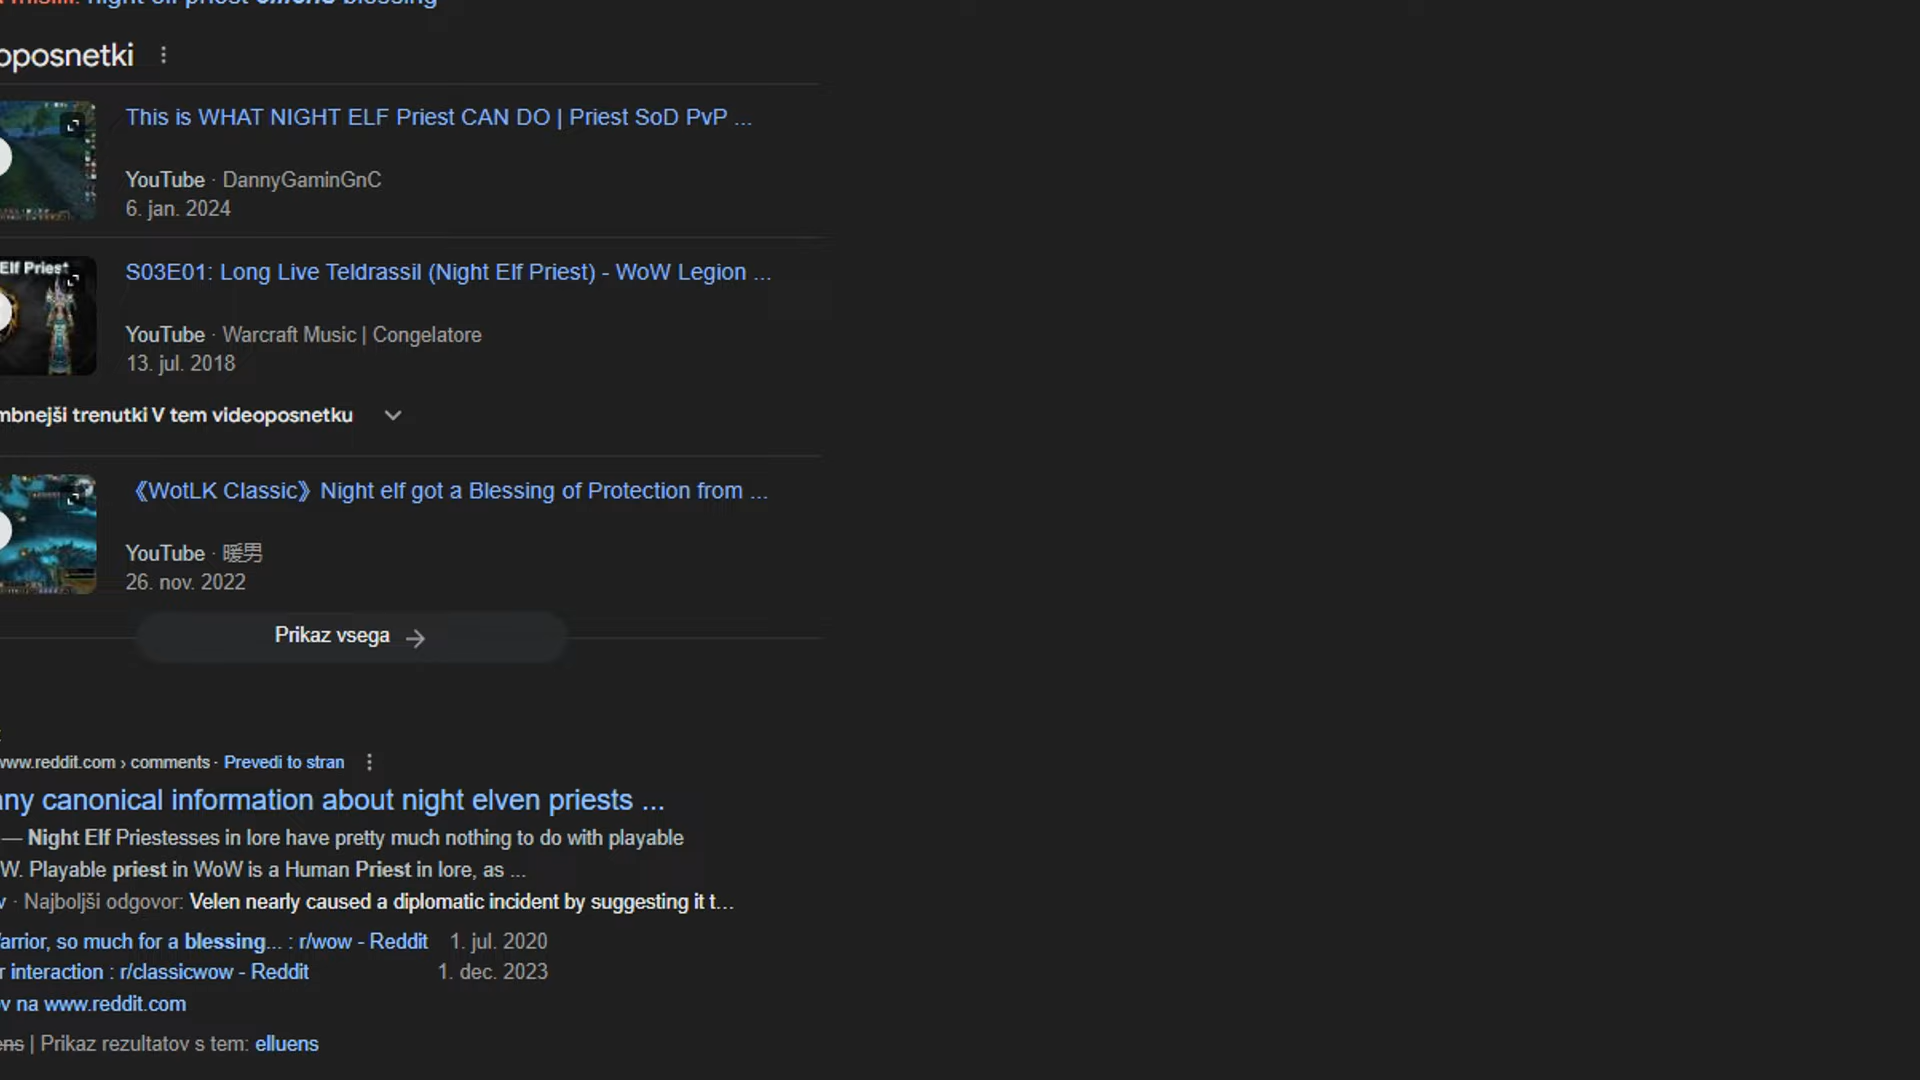 night elf priest blessing
oposnetki
This is WHAT NIGHT ELF Priest CAN DO | Priest SoD PvP ...
YouTube · DannyGaminGnC
6. jan. 2024
Elf Priest
S03E01: Long Live Teldrassil (Night Elf Priest) - WoW Legion ...
YouTube · Warcraft Music | Congelatore
13. jul. 2018
mbnejši trenutki V tem videoposnetku
《WotLK Classic》Night elf got a Blessing of Protection from ...
YouTube · 暖男
26. nov. 2022
Prikaz vsega
www.reddit.com › comments · Prevedi to stran
any canonical information about night elven priests ...
— Night Elf Priestesses in lore have pretty much nothing to do with playable
W. Playable priest in WoW is a Human Priest in lore, as ...
v · Najboljši odgovor: Velen nearly caused a diplomatic incident by suggesting it t...
arrior, so much for a blessing... : r/wow - Reddit 1. jul. 2020
r interaction : r/classicwow - Reddit 1. dec. 2023
ov na www.reddit.com
ens | Prikaz rezultatov s tem: elluens